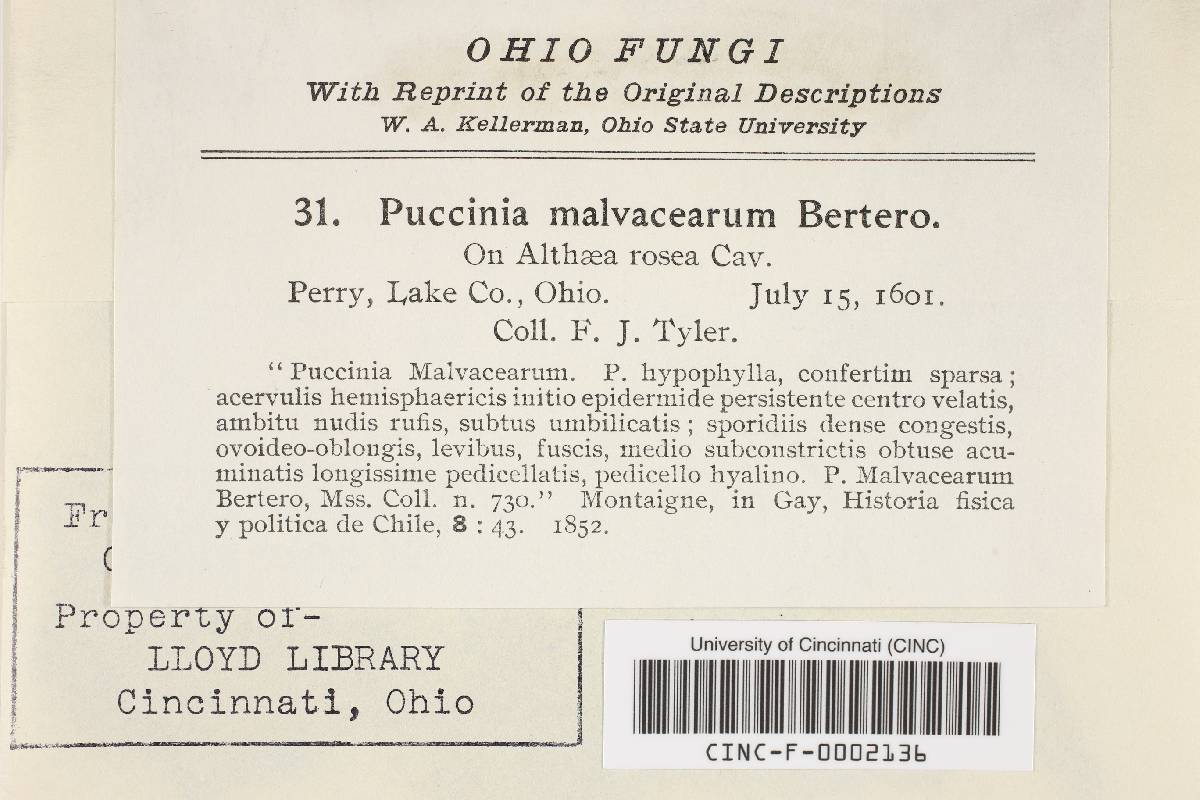 OHIO FUNGI
With Reprint of the Original Descriptions
W. A. Kellerman, Ohio State University
31. Puccinia malvacearum Bertero.
On Althæa rosea Cav.
Perry, Lake Co., Ohio. July 15, 1601.
Coll. F. J. Tyler.
“Puccinia Malvacearum. P. hypophylla, confertim sparsa;
acervulis hemisphaericis initio epidermide persistente centro velatis,
ambitu nudis rufis, subtus umbilicatis; sporidiis dense congestis,
ovoideo-oblongis, levibus, fuscis, medio subconstrictis obtuse acu-
minatis longissime pedicellatis, pedicello hyalino. P. Malvacearum
Bertero, Mss. Coll. n. 730.” Montaigne, in Gay, Historia fisica
y politica de Chile, 8 : 43. 1852.
Fr
Property of-
LLOYD LIBRARY
Cincinnati, Ohio
University of Cincinnati (CINC)
CINC-F-0002136